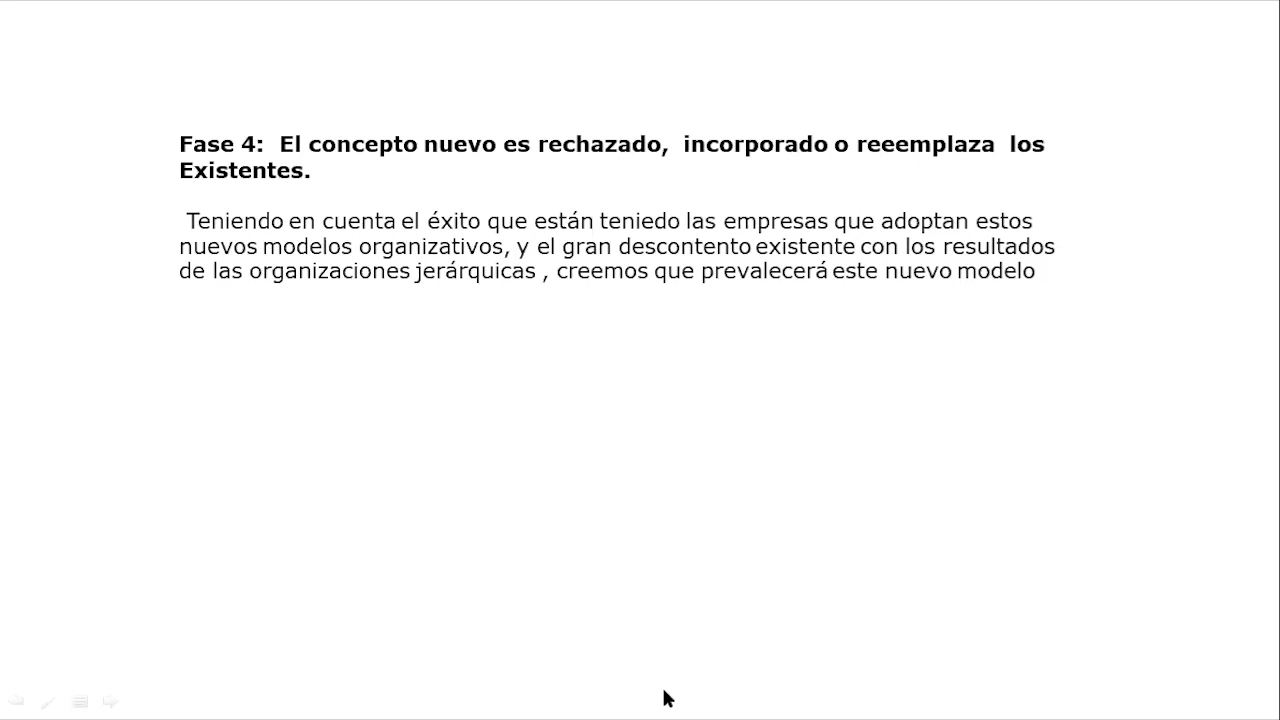 Fase 4:  El concepto nuevo es rechazado,  incorporado o reeemplaza  los
Existentes.
Teniendo en cuenta el éxito que están teniedo las empresas que adoptan estos
nuevos modelos organizativos, y el gran descontento existente con los resultados
de las organizaciones jerárquicas , creemos que prevalecerá este nuevo modelo